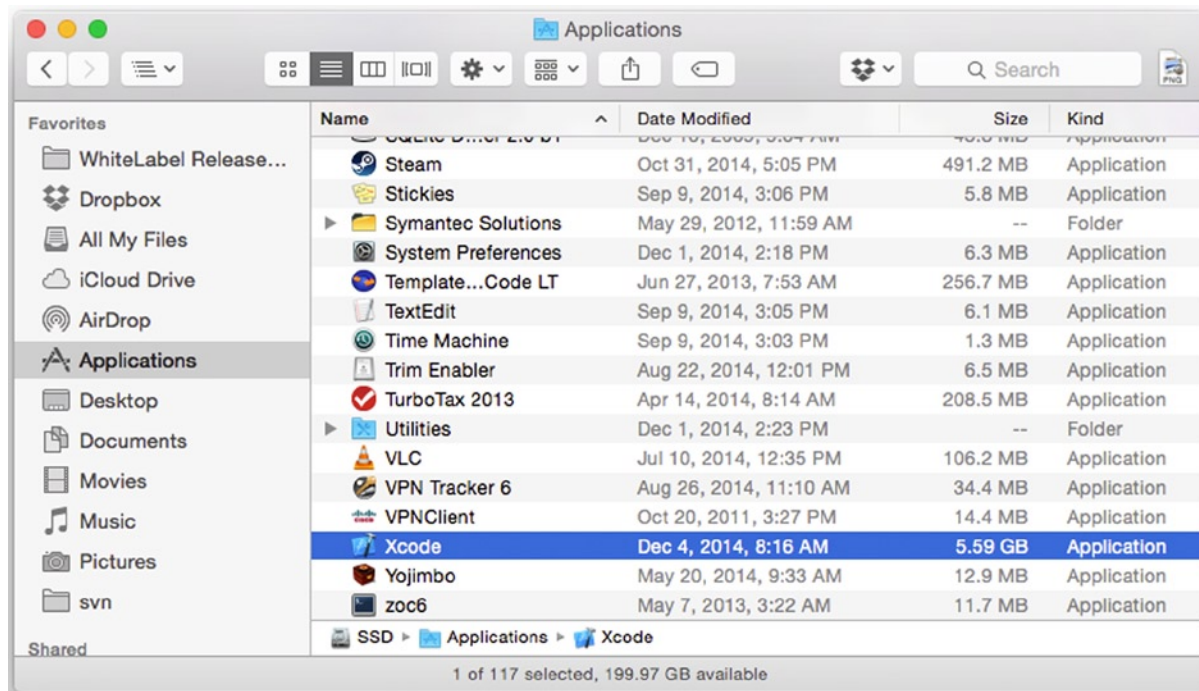 Applications
Search
PNG
Favorites
WhiteLabel Release...
Dropbox
All My Files
iCloud Drive
AirDrop
Applications
Desktop
Documents
Movies
Music
Pictures
svn
Shared
Name Date Modified Size Kind
Steam Oct 31, 2014, 5:05 PM 491.2 MB Application
Stickies Sep 9, 2014, 3:06 PM 5.8 MB Application
Symantec Solutions May 29, 2012, 11:59 AM -- Folder
System Preferences Dec 1, 2014, 2:18 PM 6.3 MB Application
Template...Code LT Jun 27, 2013, 7:53 AM 256.7 MB Application
TextEdit Sep 9, 2014, 3:05 PM 6.1 MB Application
Time Machine Sep 9, 2014, 3:03 PM 1.3 MB Application
Trim Enabler Aug 22, 2014, 12:01 PM 6.5 MB Application
TurboTax 2013 Apr 14, 2014, 8:14 AM 208.5 MB Application
Utilities Dec 1, 2014, 2:23 PM -- Folder
VLC Jul 10, 2014, 12:35 PM 106.2 MB Application
VPN Tracker 6 Aug 26, 2014, 11:10 AM 34.4 MB Application
VPNClient Oct 20, 2011, 3:27 PM 14.4 MB Application
Xcode Dec 4, 2014, 8:16 AM 5.59 GB Application
Yojimbo May 20, 2014, 9:33 AM 12.9 MB Application
zoc6 May 7, 2013, 3:22 AM 11.7 MB Application
SSD ▸ Applications ▸ Xcode
1 of 117 selected, 199.97 GB available